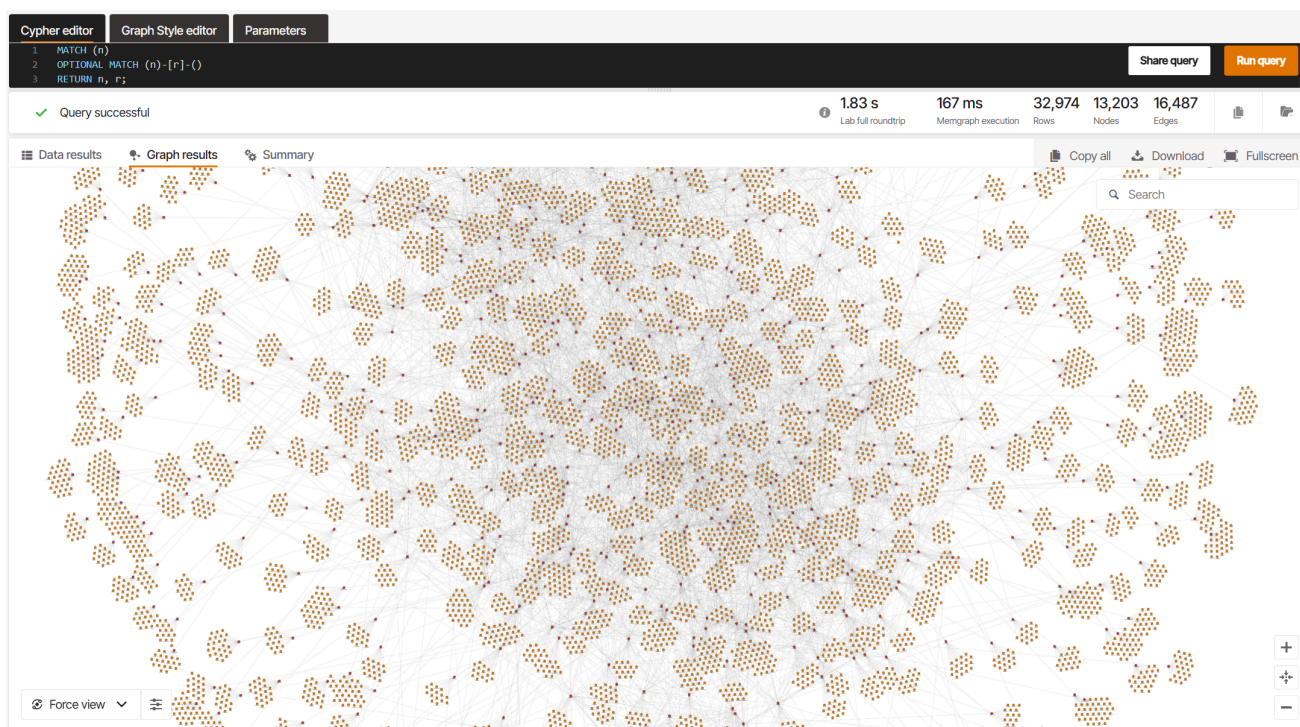 Cypher editor
Graph Style editor
Parameters
1 MATCH (n)
2 OPTIONAL MATCH (n)-[r]-()
3 RETURN n, r;
Share query
Run query
Query successful
1.83 s
Lab full roundtrip
167 ms
Memgraph execution
32,974
Rows
13,203
Nodes
16,487
Edges
Data results
Graph results
Summary
Copy all
Download
Fullscreen
Search
Force view